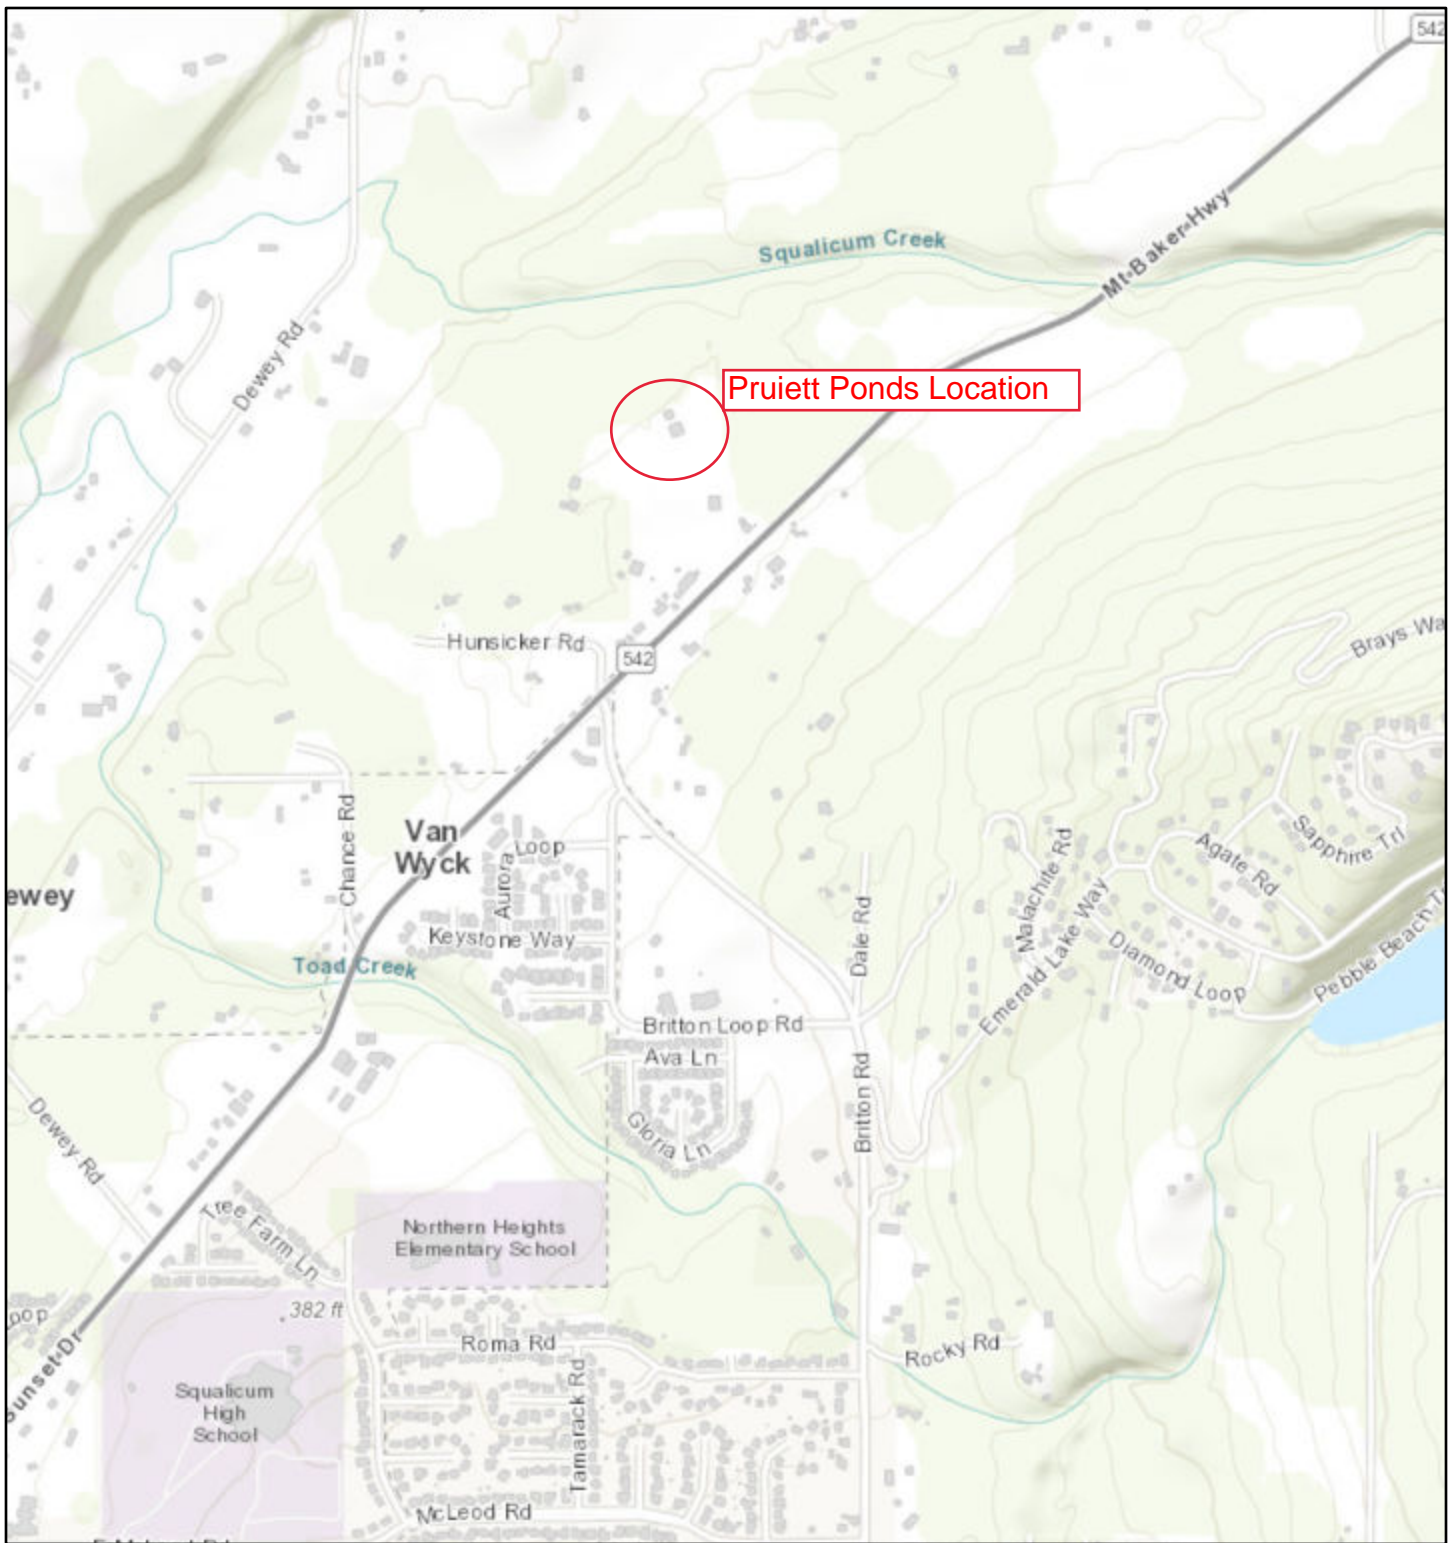 542
Squalicum Creek
Mt Baker Hwy
Dewey Rd
Pruiett Ponds Location
Hunsicker Rd
542
Brays Wa
Van
Wyck
Chance Rd
Aurora Loop
Keystone Way
ewey
Toad Creek
Dale Rd
Malachite Rd
Emerald Lake Way
Agate Rd
Sapphire Trl
Diamond Loop
Pebble Beach Tr
Britton Loop Rd
Ava Ln
Gloria Ln
Britton Rd
Dewey Rd
Tree Farm Ln
Northern Heights
Elementary School
382 ft
oop
Sunset Dr
Roma Rd
Rocky Rd
Squalicum
High
School
Tamarack Rd
McLeod Rd